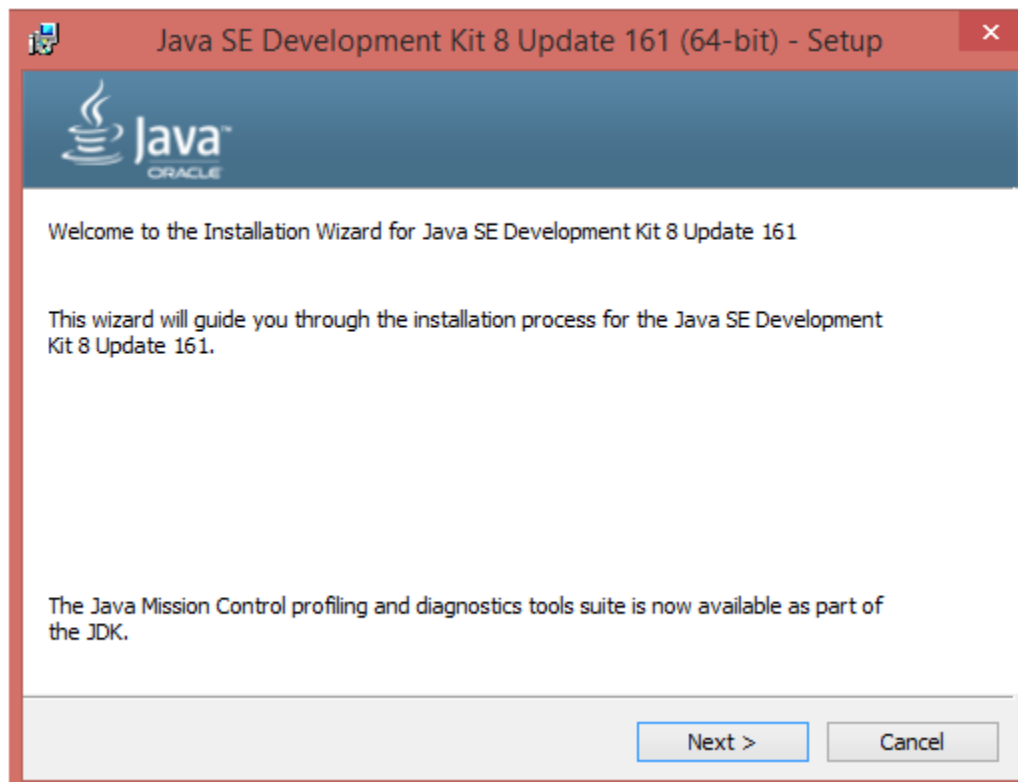 Java SE Development Kit 8 Update 161 (64-bit) - Setup
Java™
ORACLE
Welcome to the Installation Wizard for Java SE Development Kit 8 Update 161
This wizard will guide you through the installation process for the Java SE Development
Kit 8 Update 161.
The Java Mission Control profiling and diagnostics tools suite is now available as part of
the JDK.
Next >
Cancel